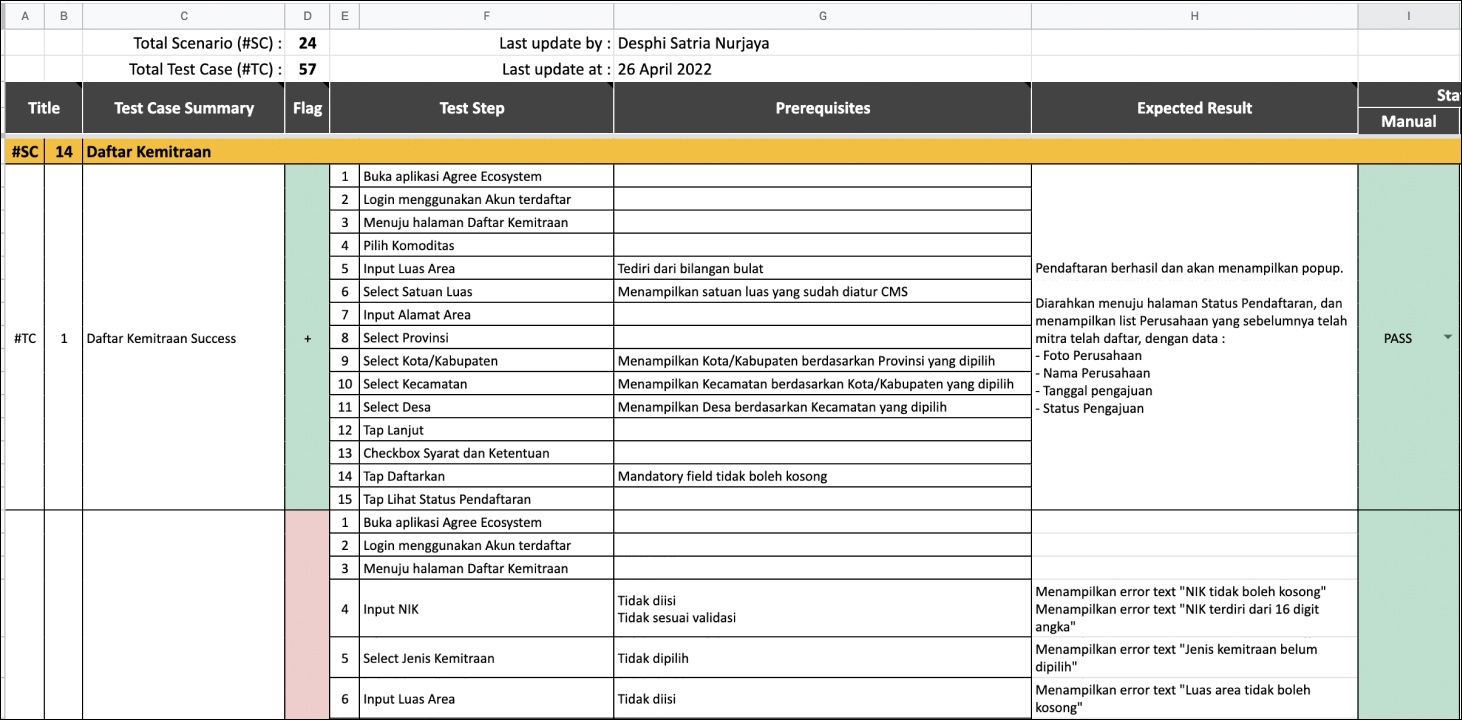 A B C D E F G H I
Total Scenario (#SC) : 24 Last update by : Desphi Satria Nurjaya
Total Test Case (#TC) : 57 Last update at : 26 April 2022
Title Test Case Summary Flag Test Step Prerequisites Expected Result
Manual
#SC 14 Daftar Kemitraan
#TC 1 Daftar Kemitraan Success +
1 Buka aplikasi Agree Ecosystem
2 Login menggunakan Akun terdaftar
3 Menuju halaman Daftar Kemitraan
4 Pilih Komoditas
5 Input Luas Area Tediri dari bilangan bulat
6 Select Satuan Luas Menampilkan satuan luas yang sudah diatur CMS
7 Input Alamat Area
8 Select Provinsi
9 Select Kota/Kabupaten Menampilkan Kota/Kabupaten berdasarkan Provinsi yang dipilih
10 Select Kecamatan Menampilkan Kecamatan berdasarkan Kota/Kabupaten yang dipilih
11 Select Desa Menampilkan Desa berdasarkan Kecamatan yang dipilih
12 Tap Lanjut
13 Checkbox Syarat dan Ketentuan
14 Tap Daftarkan Mandatory field tidak boleh kosong
15 Tap Lihat Status Pendaftaran
Pendaftaran berhasil dan akan menampilkan popup.
Diarahkan menuju halaman Status Pendaftaran, dan
menampilkan list Perusahaan yang sebelumnya telah
mitra telah daftar, dengan data :
- Foto Perusahaan
- Nama Perusahaan
- Tanggal pengajuan
- Status Pengajuan
PASS
1 Buka aplikasi Agree Ecosystem
2 Login menggunakan Akun terdaftar
3 Menuju halaman Daftar Kemitraan
4 Input NIK
Tidak diisi
Tidak sesuai validasi
Menampilkan error text "NIK tidak boleh kosong"
Menampilkan error text "NIK terdiri dari 16 digit
angka"
5 Select Jenis Kemitraan Tidak dipilih
Menampilkan error text "Jenis kemitraan belum
dipilih"
6 Input Luas Area Tidak diisi
Menampilkan error text "Luas area tidak boleh
kosong"